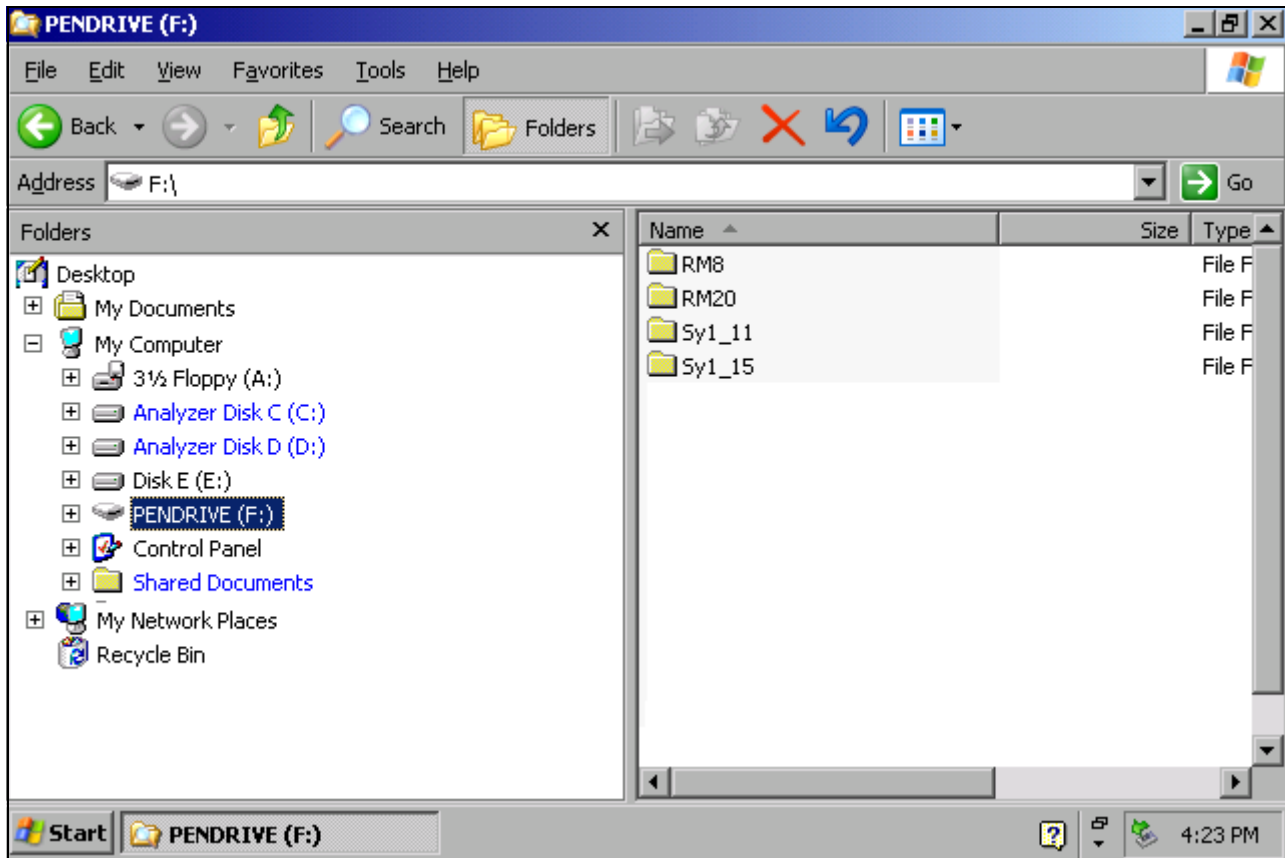 PENDRIVE (F:)
File Edit View Favorites Tools Help
Back Search Folders
Address F:\ Go
Folders
Name Size Type
Desktop
My Documents
My Computer
3½ Floppy (A:)
Analyzer Disk C (C:)
Analyzer Disk D (D:)
Disk E (E:)
PENDRIVE (F:)
Control Panel
Shared Documents
My Network Places
Recycle Bin
RM8 File F
RM20 File F
Sy1_11 File F
Sy1_15 File F
Start PENDRIVE (F:) 4:23 PM